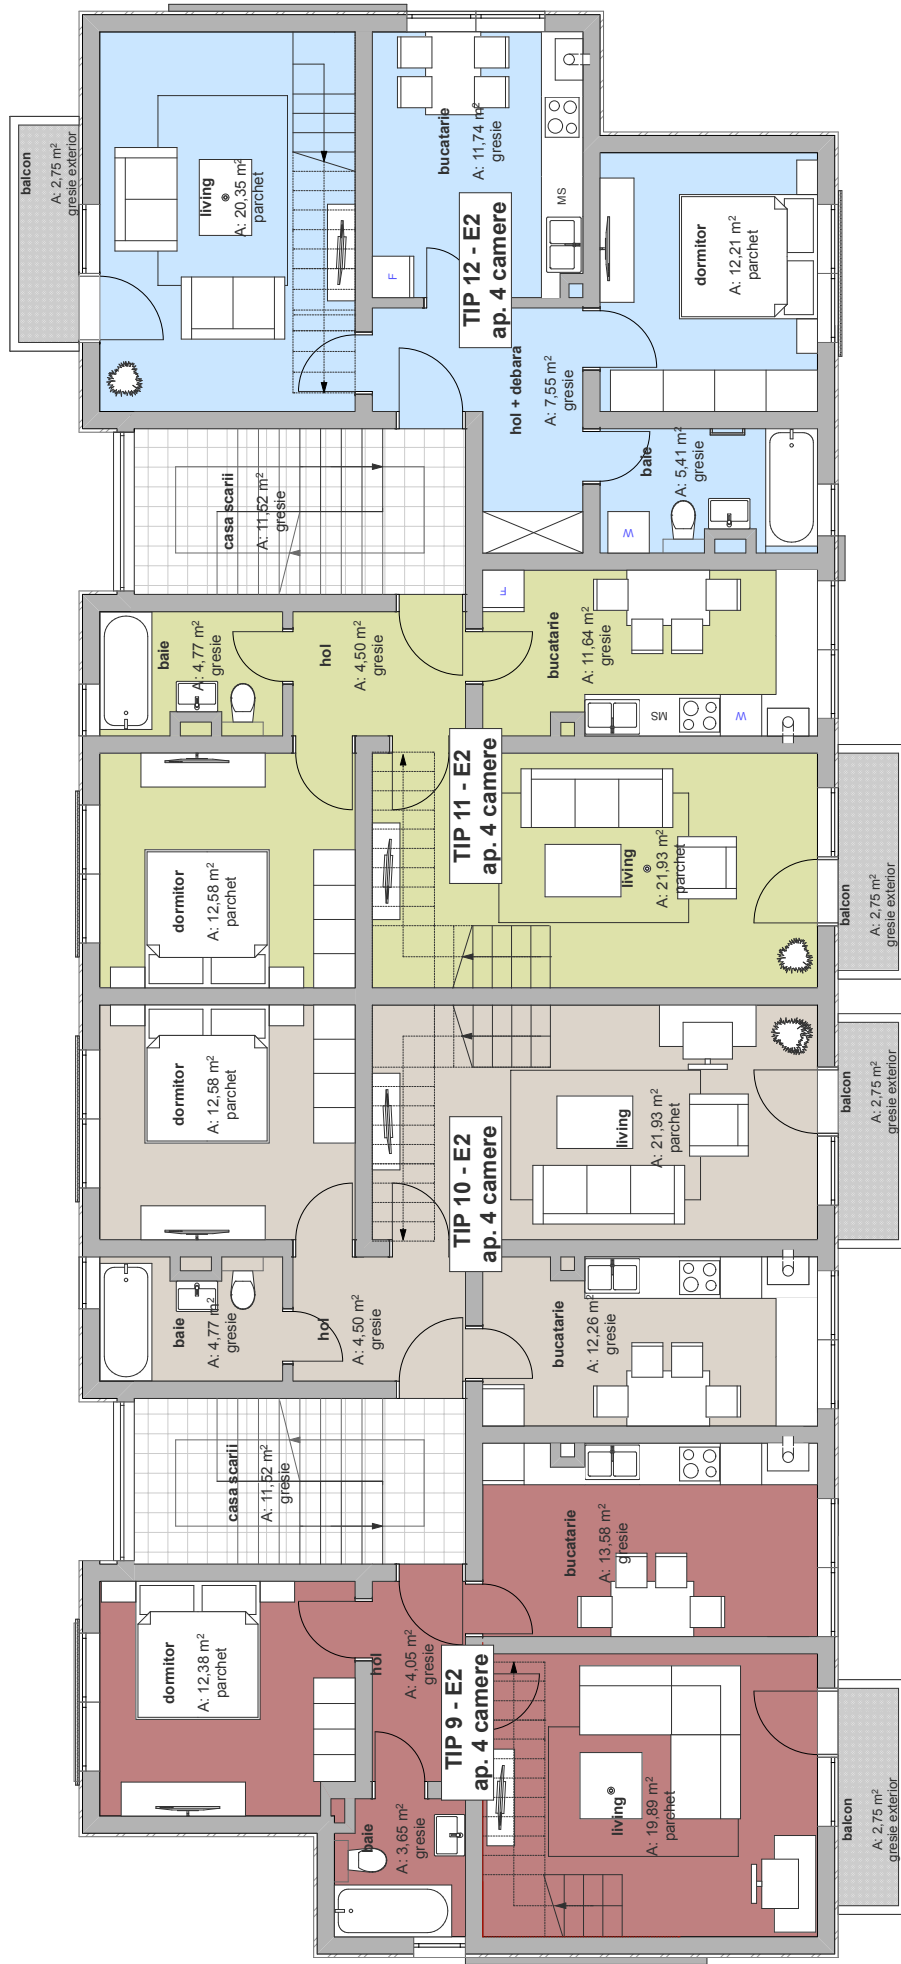 balcon
A: 2,75 m²
gresie exterior
living
A: 20,35 m²
parchet
bucatarie
A: 11,74 m²
gresie
MS
F
TIP 12 - E2
ap. 4 camere
dormitor
A: 12,21 m²
parchet
hol + debara
A: 7,55 m²
gresie
baie
A: 5,41 m²
gresie
W
casa scarii
A: 11,52 m²
gresie
baie
A: 4,77 m²
gresie
hol
A: 4,50 m²
gresie
F
bucatarie
A: 11,64 m²
gresie
MS
W
TIP 11 - E2
ap. 4 camere
dormitor
A: 12,58 m²
parchet
living
A: 21,93 m²
parchet
balcon
A: 2,75 m²
gresie exterior
dormitor
A: 12,58 m²
parchet
living
A: 21,93 m²
parchet
balcon
A: 2,75 m²
gresie exterior
TIP 10 - E2
ap. 4 camere
baie
A: 4,77 m²
gresie
hol
A: 4,50 m²
gresie
bucatarie
A: 12,26 m²
gresie
casa scarii
A: 11,52 m²
gresie
bucatarie
A: 13,58 m²
gresie
dormitor
A: 12,38 m²
parchet
hol
A: 4,05 m²
gresie
TIP 9 - E2
ap. 4 camere
baie
A: 3,65 m²
gresie
living
A: 19,89 m²
parchet
balcon
A: 2,75 m²
gresie exterior